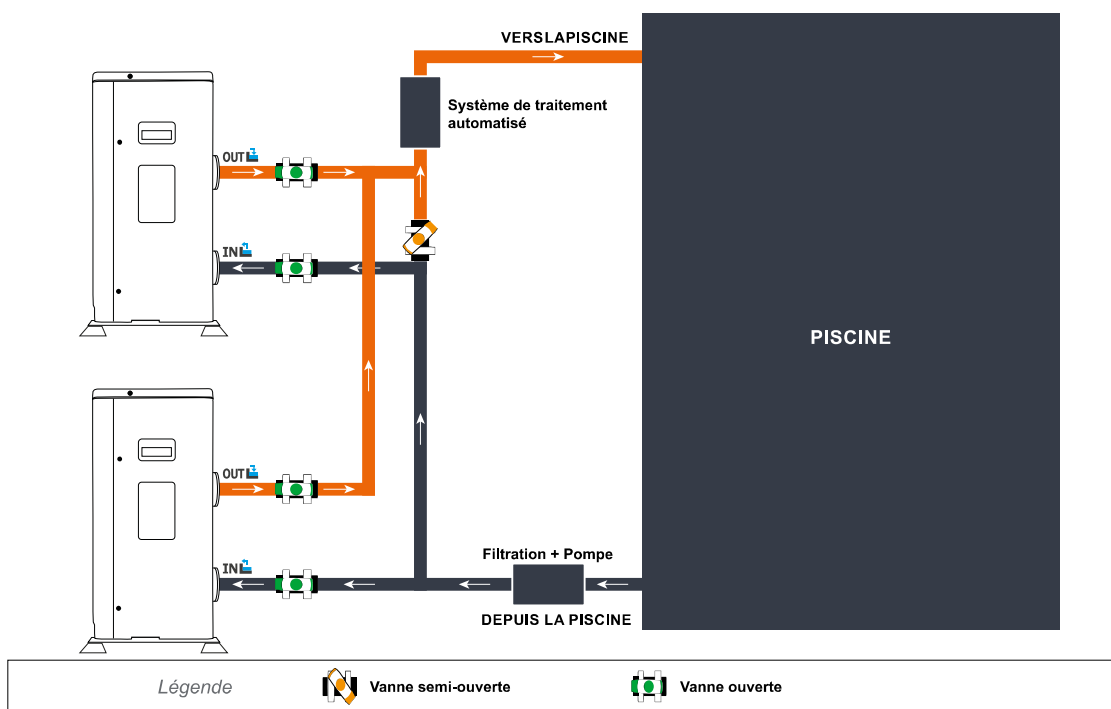 VERSLAPISCINE
Système de traitement
automatisé
OUT
IN
PISCINE
OUT
Filtration + Pompe
IN
DEPUIS LA PISCINE
Légende
Vanne semi-ouverte
Vanne ouverte